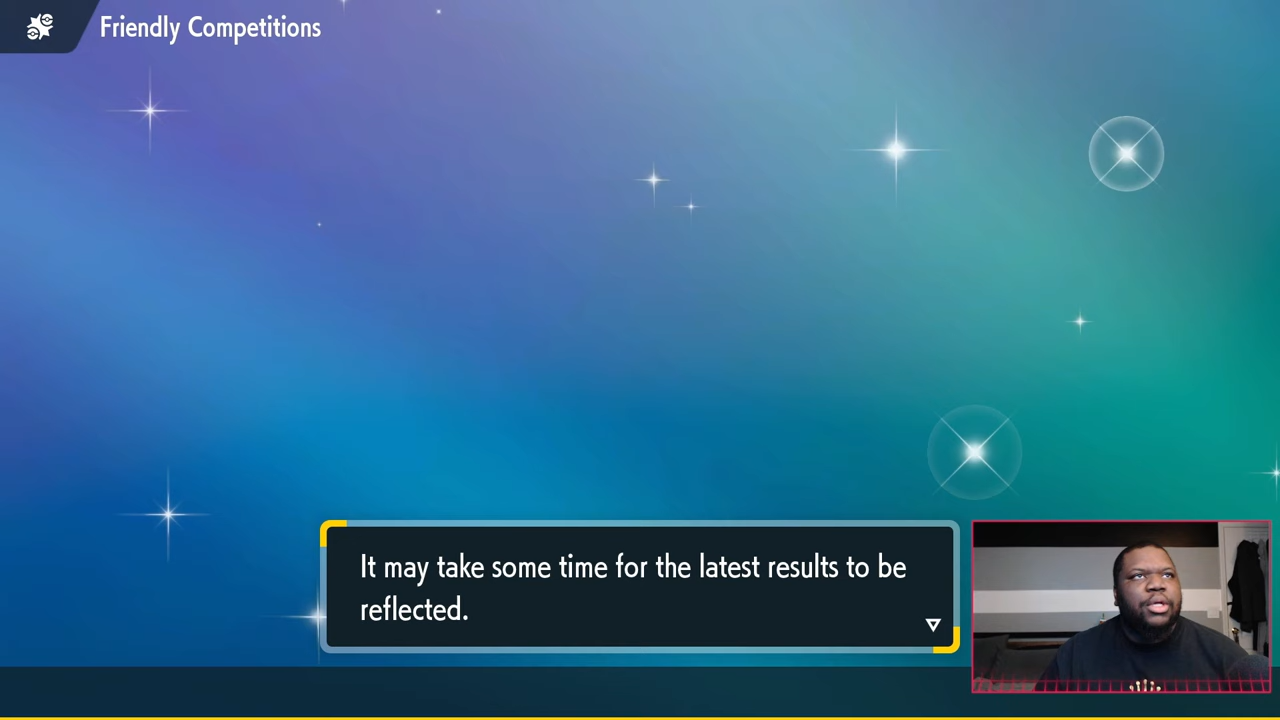 Friendly Competitions
It may take some time for the latest results to be
reflected.